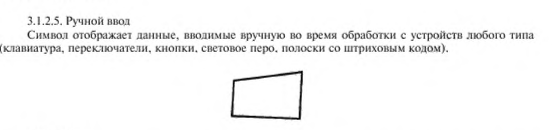 3.1.2.5. Ручной ввод
Символ отображает данные, вводимые вручную во время обработки с устройств любого типа
(клавиатура, переключатели, кнопки, световое перо, полоски со штриховым кодом).